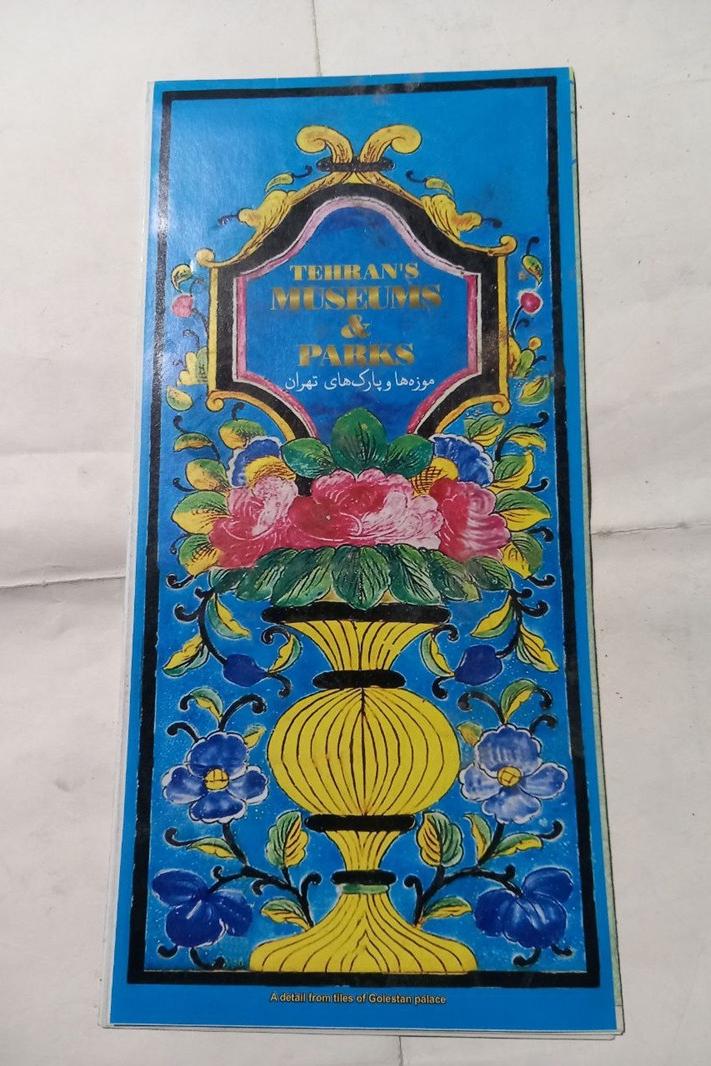 TEHRAN'S
MUSEUMS
&
PARKS
موزه‌ها و پارک‌های تهران
A detail from tiles of Golestan palace